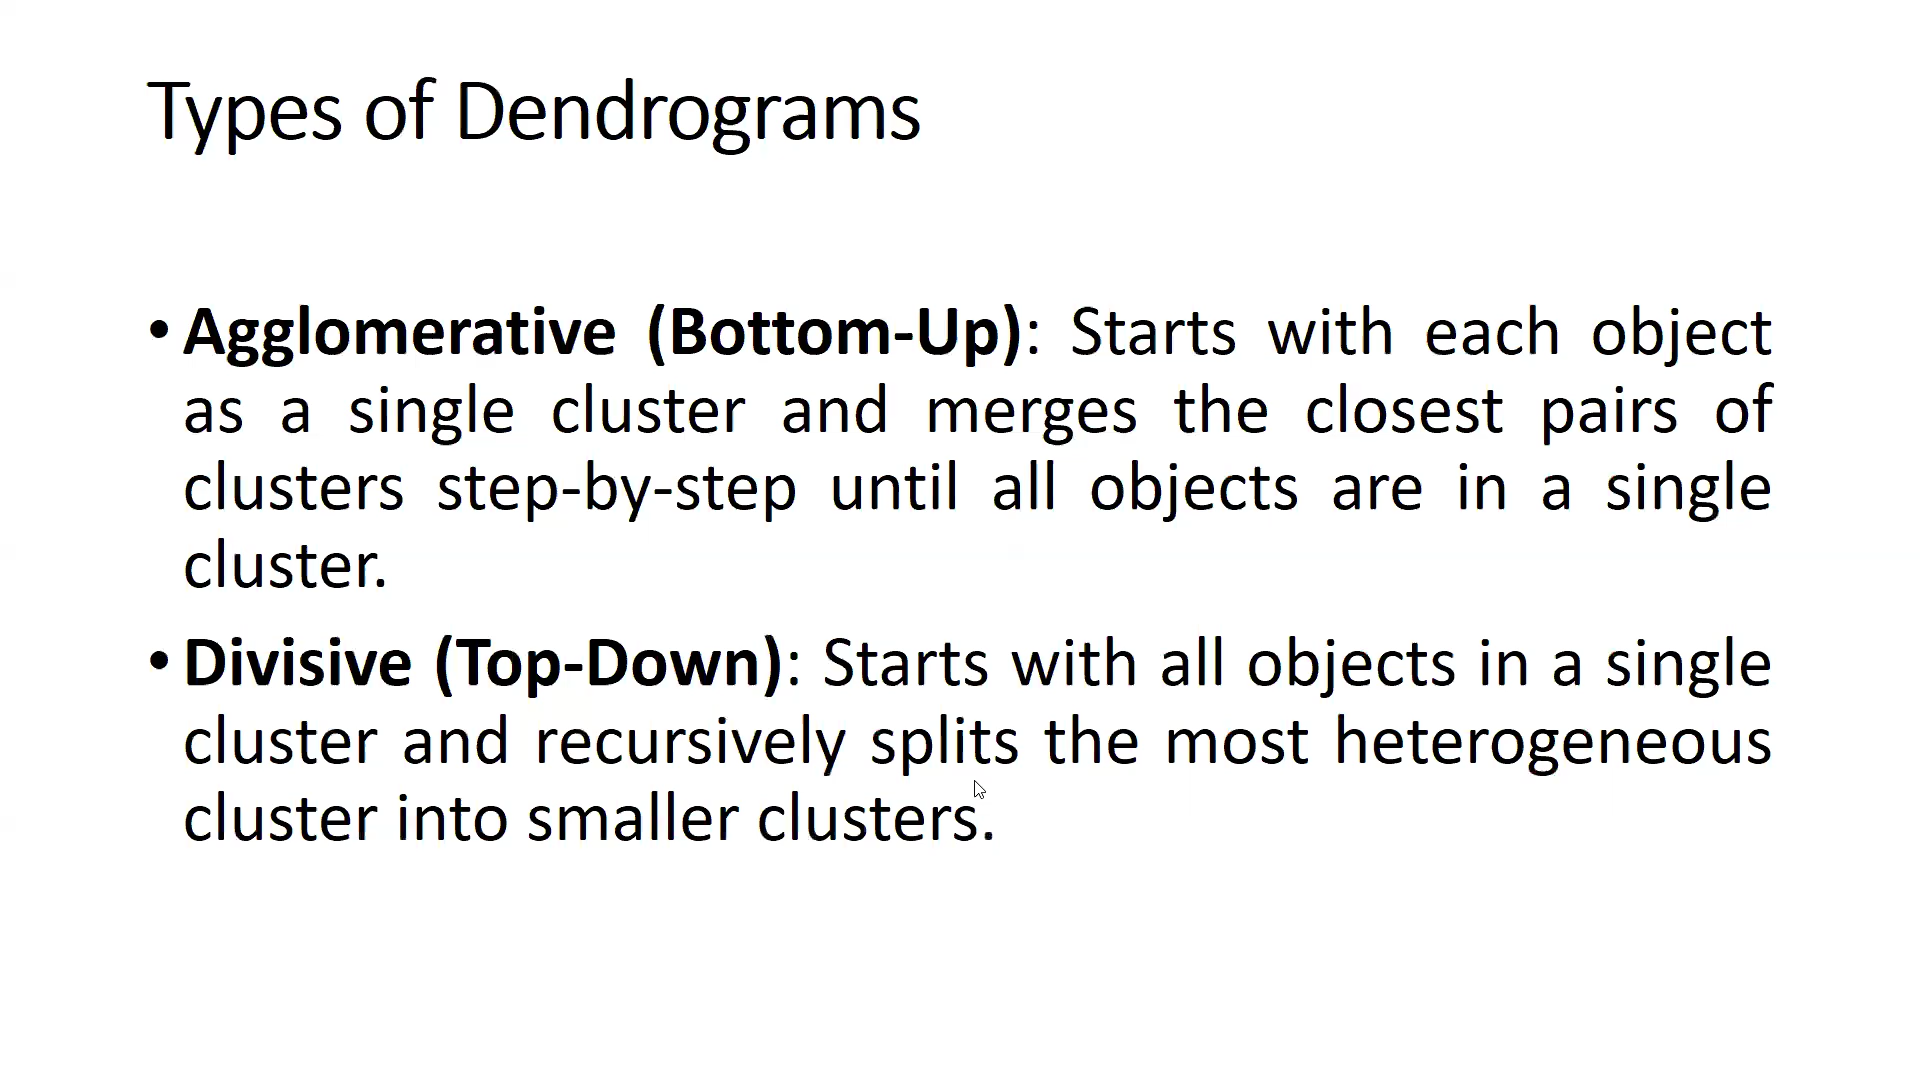 Types of Dendrograms
• Agglomerative (Bottom-Up): Starts with each object
as a single cluster and merges the closest pairs of
clusters step-by-step until all objects are in a single
cluster.
• Divisive (Top-Down): Starts with all objects in a single
cluster and recursively splits the most heterogeneous
cluster into smaller clusters.